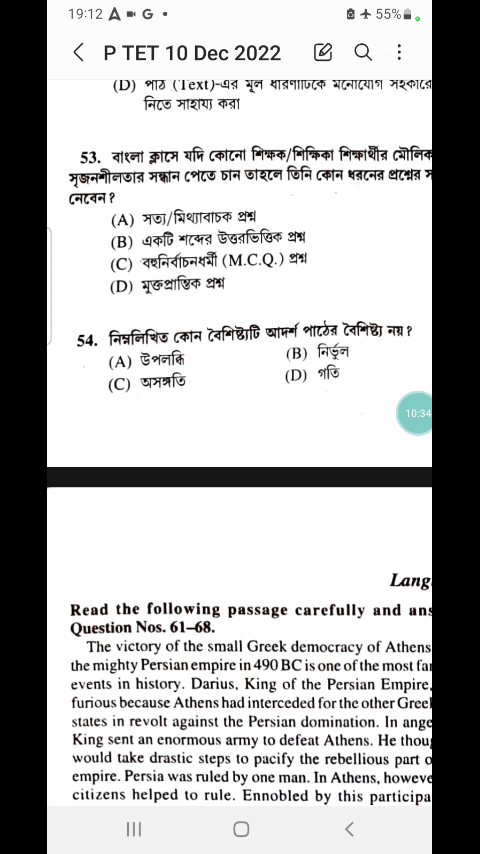 19:12 A G • 55%
P TET 10 Dec 2022
(D) পাঠ (Text)-এর মূল ধারণাটিকে মনোযোগ সহকারে
নিতে সাহায্য করা
53. বাংলা ক্লাসে যদি কোনো শিক্ষক/শিক্ষিকা শিক্ষার্থীর মৌলিক
সৃজনশীলতার সন্ধান পেতে চান তাহলে তিনি কোন ধরনের প্রশ্নের স
নেবেন ?
(A) সত্য/মিথ্যাবাচক প্রশ্ন
(B) একটি শব্দের উত্তরভিত্তিক প্রশ্ন
(C) বহুনির্বাচনধর্মী (M.C.Q.) প্রশ্ন
(D) মুক্তপ্রান্তিক প্রশ্ন
54. নিম্নলিখিত কোন বৈশিষ্ট্যটি আদর্শ পাঠের বৈশিষ্ট্য নয় ?
(A) উপলব্ধি (B) নির্ভুল
(C) অসঙ্গতি (D) গতি
10:34
Lang
Read the following passage carefully and ans
Question Nos. 61–68.
The victory of the small Greek democracy of Athens
the mighty Persian empire in 490 BC is one of the most fa
events in history. Darius, King of the Persian Empire,
furious because Athens had interceded for the other Greek
states in revolt against the Persian domination. In ange
King sent an enormous army to defeat Athens. He thoug
would take drastic steps to pacify the rebellious part o
empire. Persia was ruled by one man. In Athens, howeve
citizens helped to rule. Ennobled by this participa